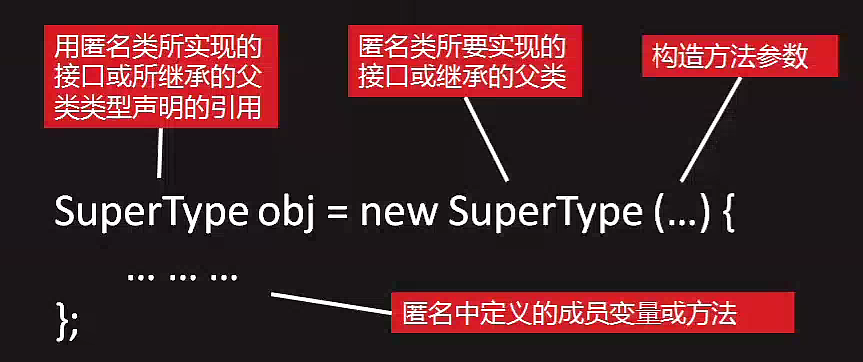 用匿名类所实现的
接口或所继承的父
类类型声明的引用
匿名类所要实现的
接口或继承的父类
构造方法参数
SuperType obj = new SuperType (…) {
… … …
匿名中定义的成员变量或方法
};